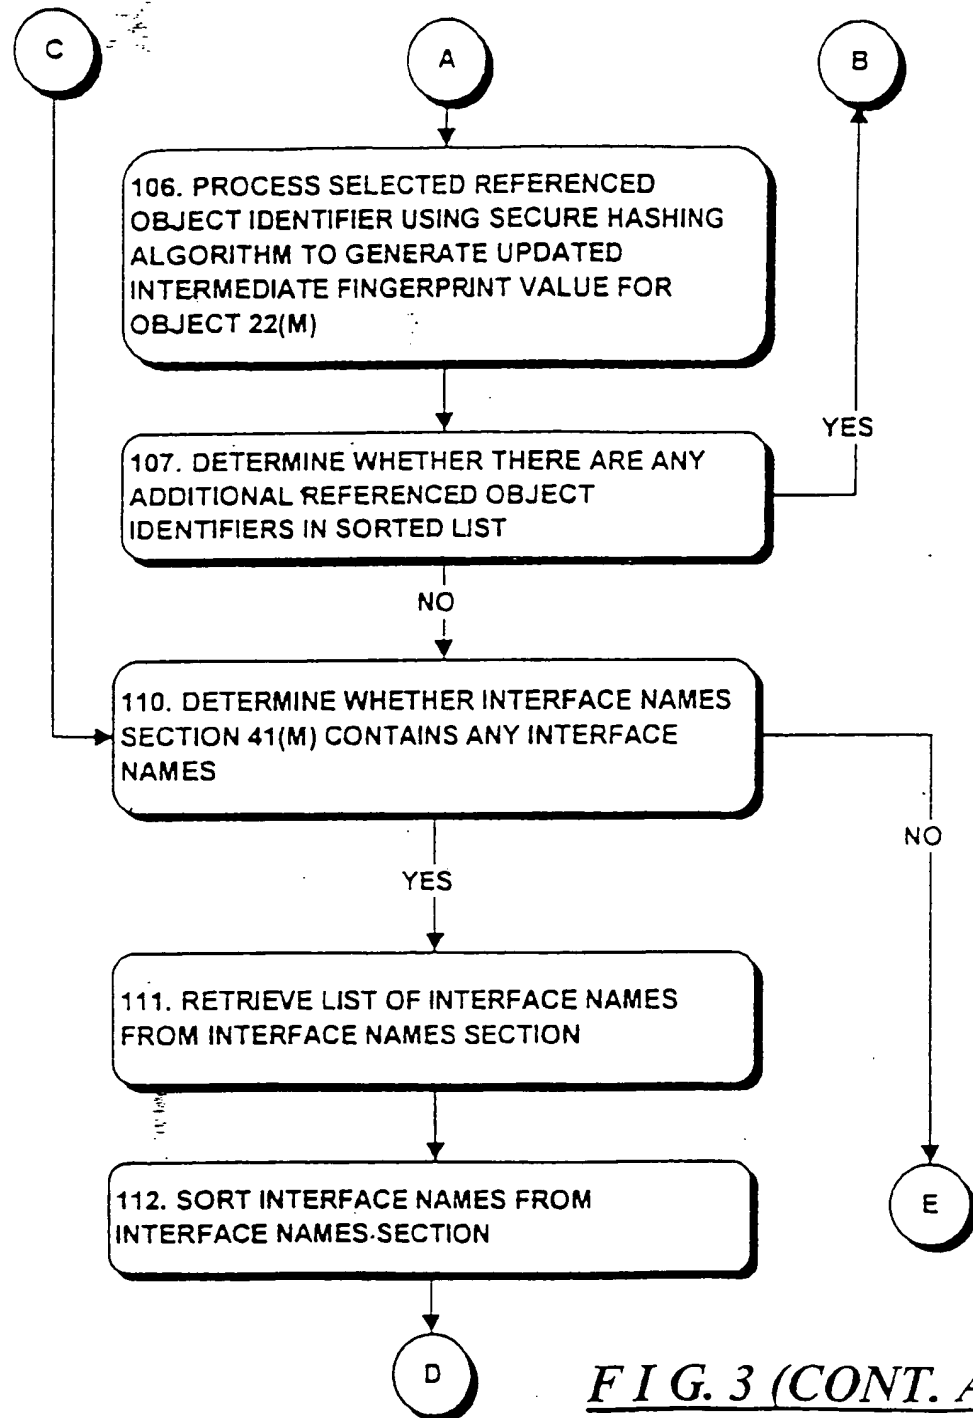 C
A
B
106. PROCESS SELECTED REFERENCED
OBJECT IDENTIFIER USING SECURE HASHING
ALGORITHM TO GENERATE UPDATED
INTERMEDIATE FINGERPRINT VALUE FOR
OBJECT 22(M)
YES
107. DETERMINE WHETHER THERE ARE ANY
ADDITIONAL REFERENCED OBJECT
IDENTIFIERS IN SORTED LIST
NO
110. DETERMINE WHETHER INTERFACE NAMES
SECTION 41(M) CONTAINS ANY INTERFACE
NAMES
NO
YES
111. RETRIEVE LIST OF INTERFACE NAMES
FROM INTERFACE NAMES SECTION
112. SORT INTERFACE NAMES FROM
INTERFACE NAMES SECTION
E
D
FIG. 3 (CONT. A